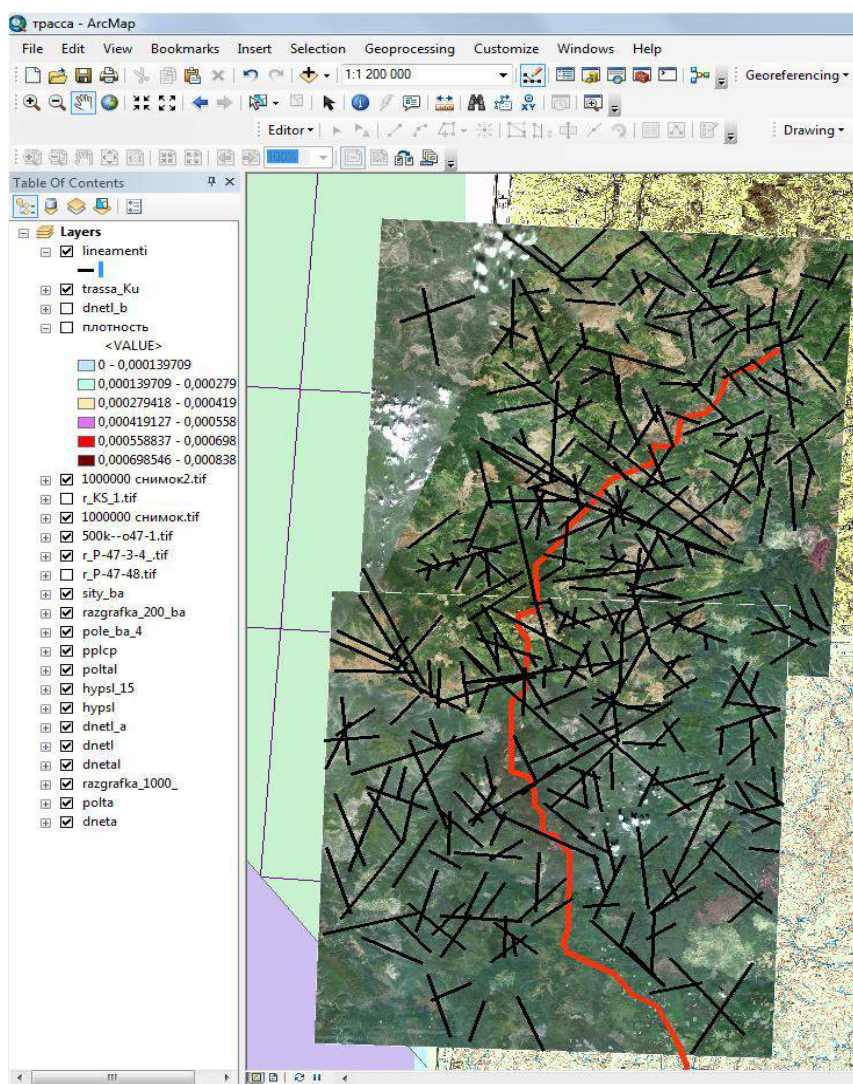 трасса - ArcMap
File Edit View Bookmarks Insert Selection Geoprocessing Customize Windows Help
1:1 200 000 Georeferencing
Editor Drawing
100%
Table Of Contents
Layers
lineamenti
trassa_Ku
dnetl_b
плотность
<VALUE>
0 - 0,000139709
0,000139709 - 0,000279
0,000279418 - 0,000419
0,000419127 - 0,000558
0,000558837 - 0,000698
0,000698546 - 0,000838
1000000 снимок2.tif
r_KS_1.tif
1000000 снимок.tif
500k--o47-1.tif
r_P-47-3-4_.tif
r_P-47-48.tif
sity_ba
razgrafka_200_ba
pole_ba_4
pplcp
poltal
hypsl_15
hypsl
dnetl_a
dnetl
dnetal
razgrafka_1000_
polta
dneta